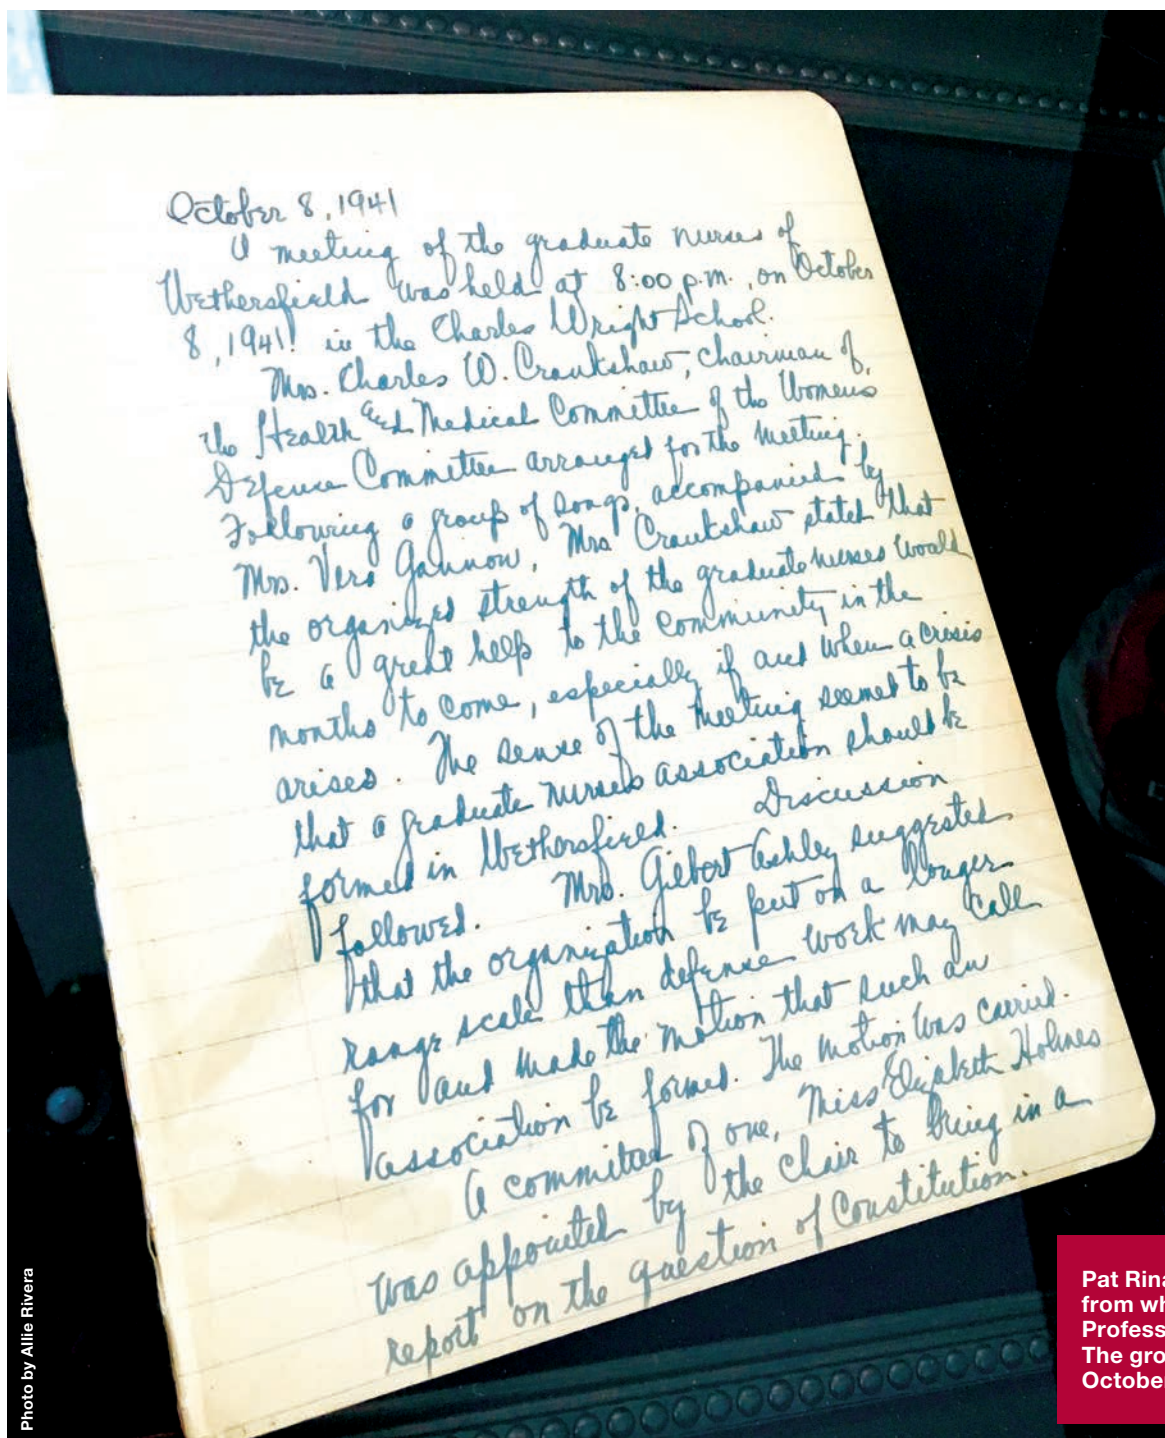 October 8, 1941
A meeting of the graduate nurses of
Wethersfield was held at 8:00 p.m., on October
8, 1941! in the Charles Wright School.
Mrs. Charles W. Crankshaw, chairman of
the Health and Medical Committee of the Womens
Defense Committee arranged for the meeting.
Following a group of songs, accompanied by
Mrs. Vera Gannow, Mrs Crankshaw stated that
the organized strength of the graduate nurses would
be a great help to the community in the
months to come, especially if and when a crisis
arises. The sense of the meeting seemed to be
that a graduate nurses association should be
formed in Wethersfield. Discussion
followed. Mrs. Gilbert Ashley suggested
that the organization be put on a longer
range scale than defense work may call
for and made the motion that such an
association be formed. The motion was carried.
A committee of one, Miss Elizabeth Holmes
was appointed by the chair to bring in a
report on the question of Constitution.
Photo by Allie Rivera
Pat Rina
from wh
Profess
The gro
October